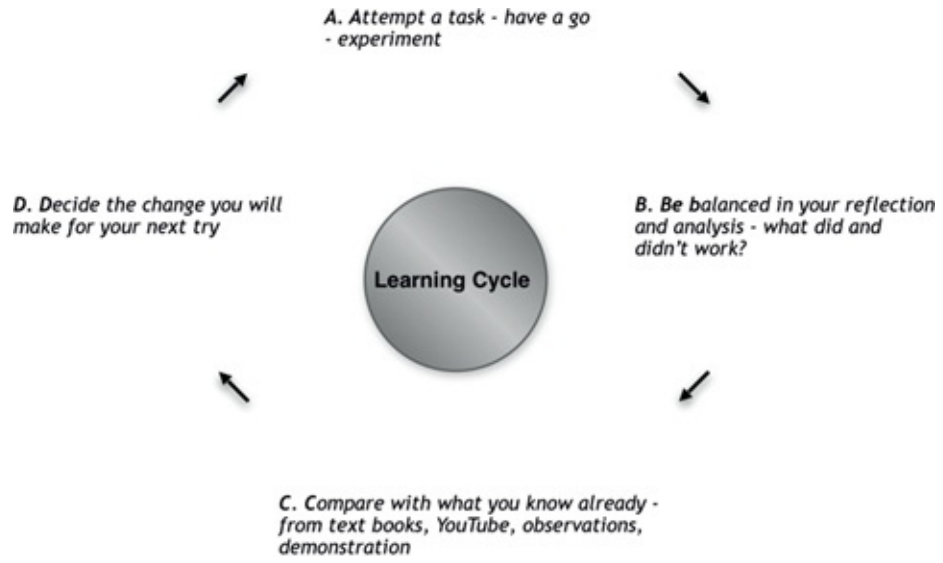 A. Attempt a task - have a go
- experiment
B. Be balanced in your reflection
and analysis - what did and
didn't work?
C. Compare with what you know already -
from text books, YouTube, observations,
demonstration
D. Decide the change you will
make for your next try
Learning Cycle